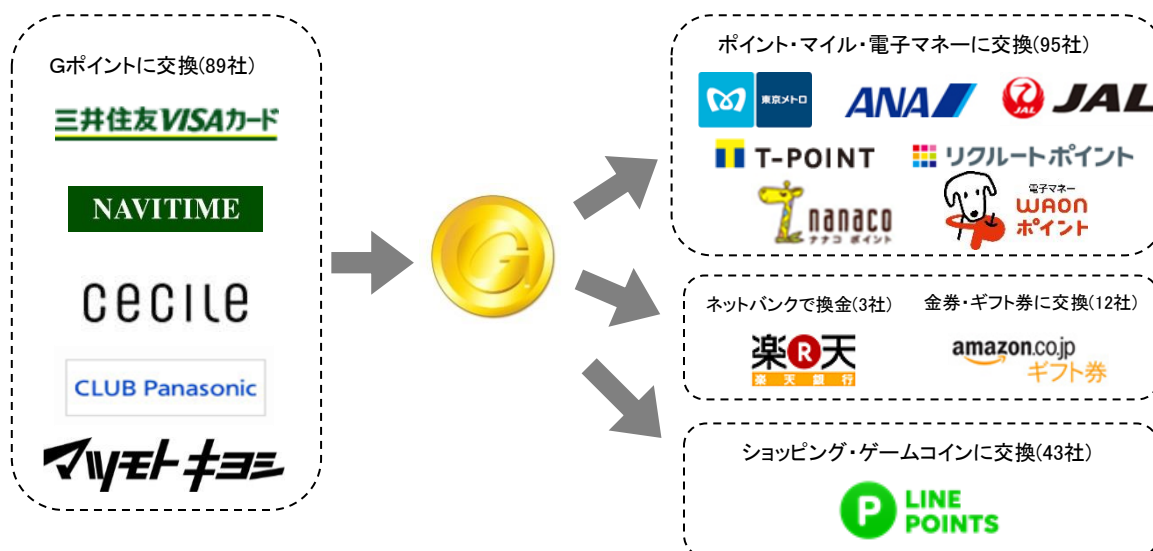 Gポイントに交換(89社)
三井住友VISAカード
NAVITIME
cecile
CLUB Panasonic
マツモトキヨシ
G
ポイント・マイル・電子マネーに交換(95社)
東京メトロ
ANA
JAL
JAL
T-POINT
リクルートポイント
nanaco
ナナコ ポイント
電子マネー
WAON
ポイント
ネットバンクで換金(3社)
楽R天
楽天銀行
金券・ギフト券に交換(12社)
amazon.co.jp
ギフト券
ショッピング・ゲームコインに交換(43社)
P
LINE
POINTS